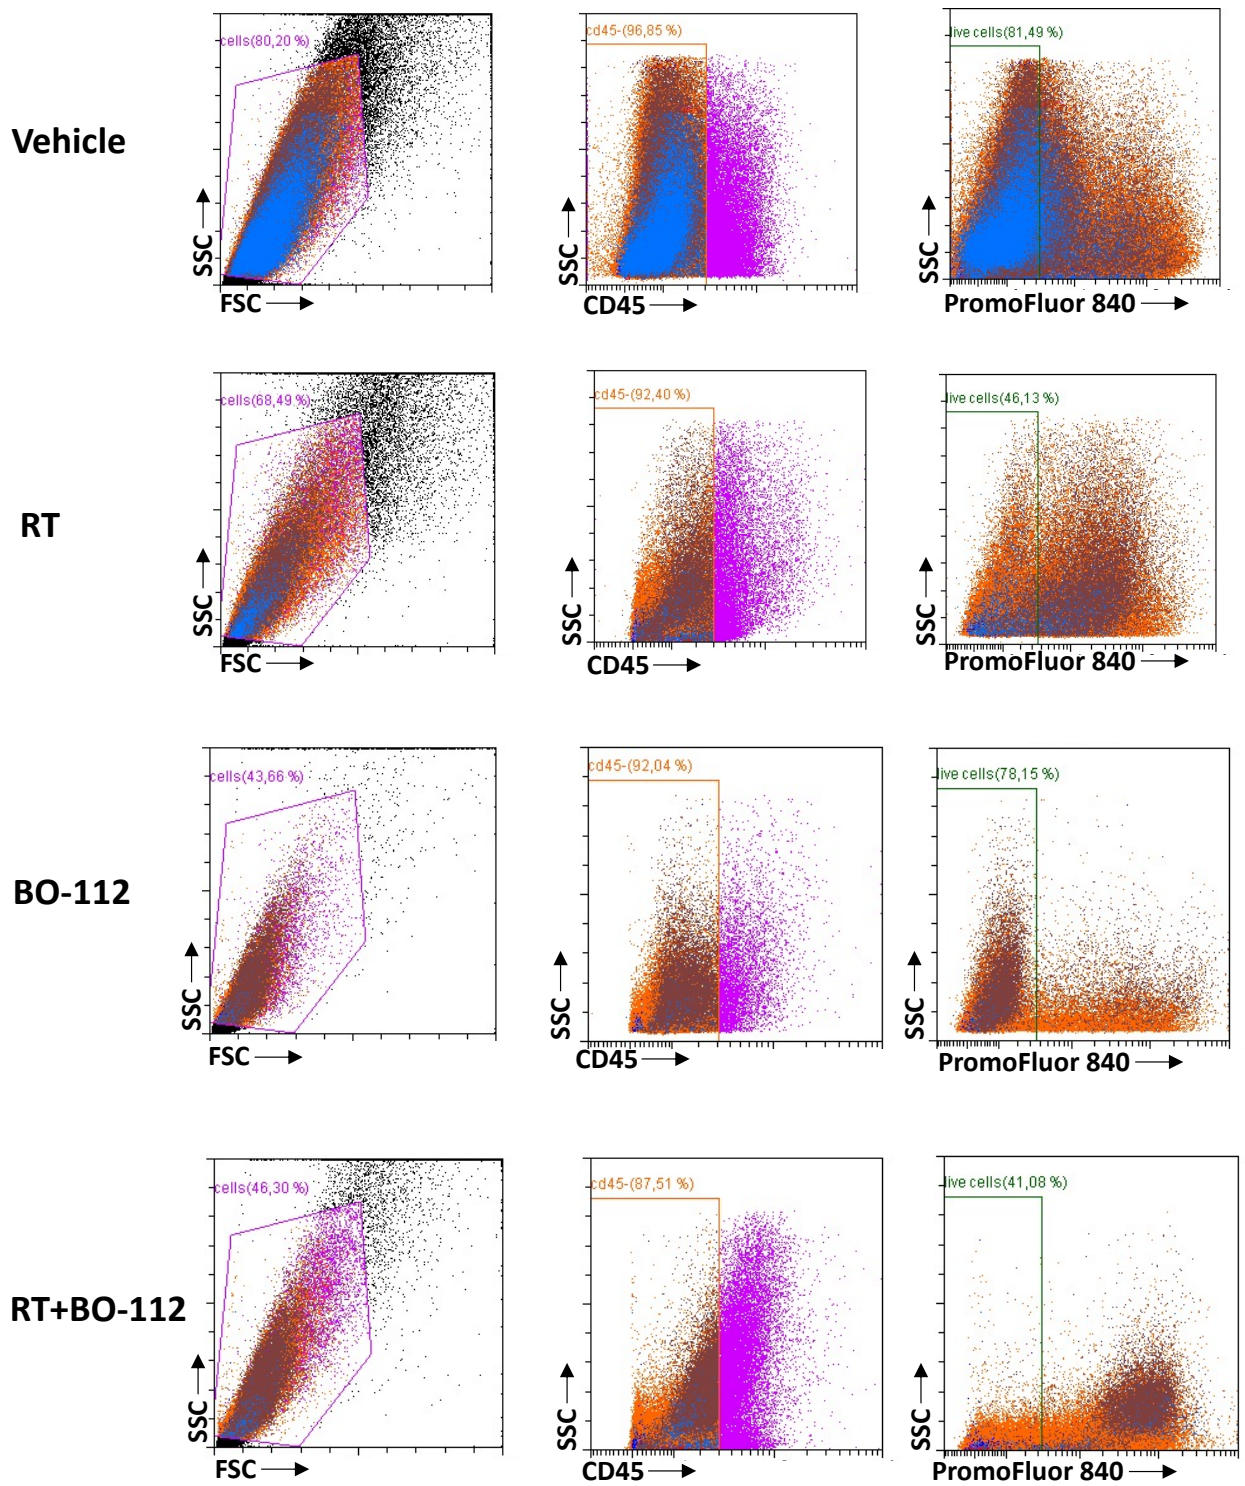 cells(80,20 %)
cd45-(96,85 %)
live cells(81,49 %)
Vehicle
SSC
SSC
SSC
FSC
CD45
PromoFluor 840
cells(68,49 %)
cd45-(92,40 %)
live cells(46,13 %)
RT
SSC
SSC
SSC
FSC
CD45
PromoFluor 840
cells(43,66 %)
cd45-(92,04 %)
live cells(78,15 %)
BO-112
SSC
SSC
SSC
FSC
CD45
PromoFluor 840
cells(46,30 %)
cd45-(87,51 %)
live cells(41,08 %)
RT+BO-112
SSC
SSC
SSC
FSC
CD45
PromoFluor 840